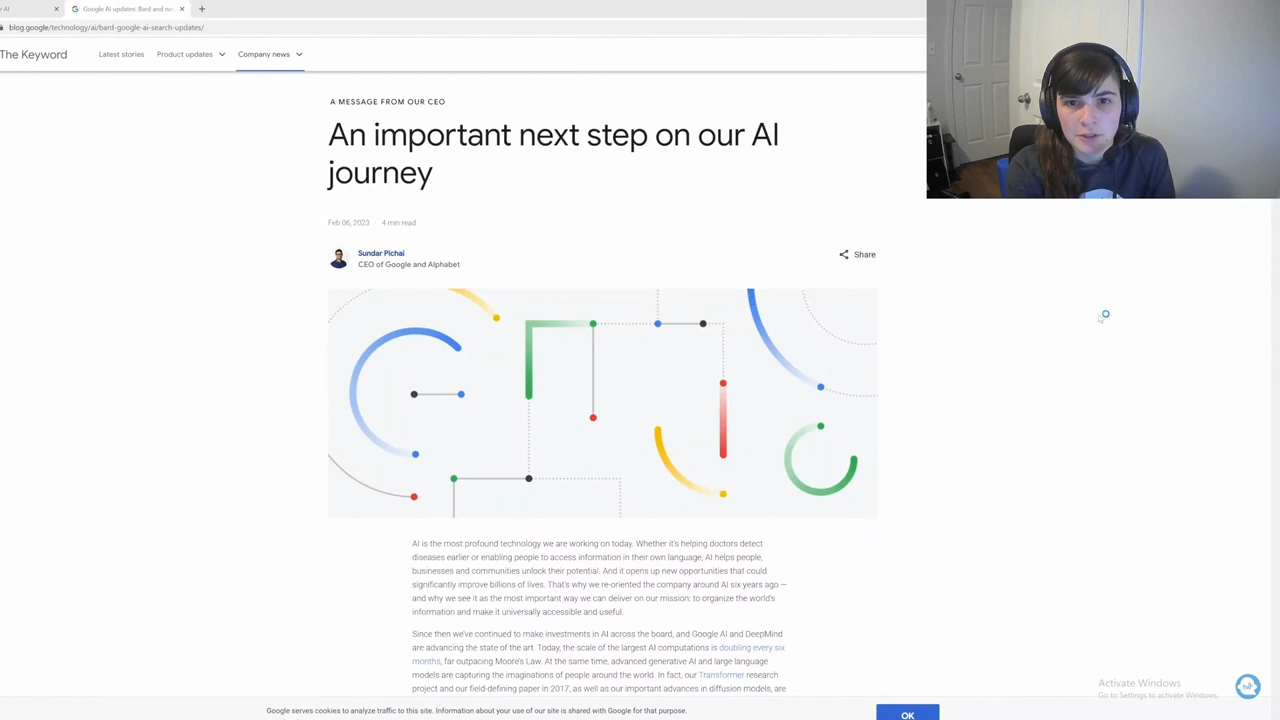 AI
Google AI updates: Bard and ne
blog.google/technology/ai/bard-google-ai-search-updates/
The Keyword
Latest stories
Product updates
Company news
A MESSAGE FROM OUR CEO
An important next step on our AI
journey
Feb 06, 2023 · 4 min read
Sundar Pichai
CEO of Google and Alphabet
Share
AI is the most profound technology we are working on today. Whether it's helping doctors detect
diseases earlier or enabling people to access information in their own language, AI helps people,
businesses and communities unlock their potential. And it opens up new opportunities that could
significantly improve billions of lives. That's why we re-oriented the company around AI six years ago —
and why we see it as the most important way we can deliver on our mission: to organize the world's
information and make it universally accessible and useful.
Since then we've continued to make investments in AI across the board, and Google AI and DeepMind
are advancing the state of the art. Today, the scale of the largest AI computations is doubling every six
months, far outpacing Moore's Law. At the same time, advanced generative AI and large language
models are capturing the imaginations of people around the world. In fact, our Transformer research
project and our field-defining paper in 2017, as well as our important advances in diffusion models, are
Activate Windows
Go to Settings to activate Windows.
Google serves cookies to analyze traffic to this site. Information about your use of our site is shared with Google for that purpose.
OK